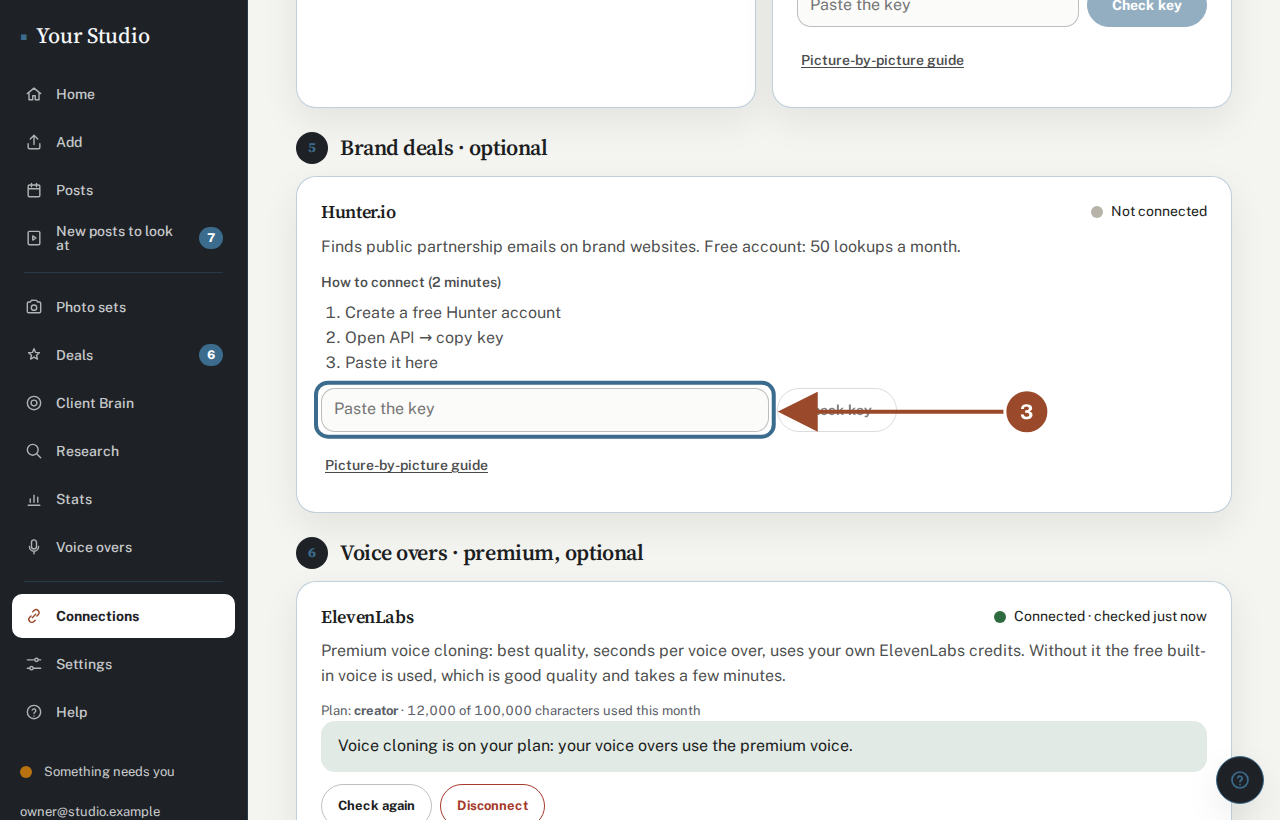 Your Studio
Home
Add
Posts
New posts to look
at
7
Photo sets
Deals
6
Client Brain
Research
Stats
Voice overs
Connections
Settings
Help
Something needs you
owner@studio.example
Paste the key
Check key
Picture-by-picture guide
5
Brand deals · optional
Hunter.io
Not connected
Finds public partnership emails on brand websites. Free account: 50 lookups a month.
How to connect (2 minutes)
1. Create a free Hunter account
2. Open API → copy key
3. Paste it here
Paste the key
key
3
Picture-by-picture guide
6
Voice overs · premium, optional
ElevenLabs
Connected · checked just now
Premium voice cloning: best quality, seconds per voice over, uses your own ElevenLabs credits. Without it the free built-
in voice is used, which is good quality and takes a few minutes.
Plan: creator · 12,000 of 100,000 characters used this month
Voice cloning is on your plan: your voice overs use the premium voice.
Check again
Disconnect